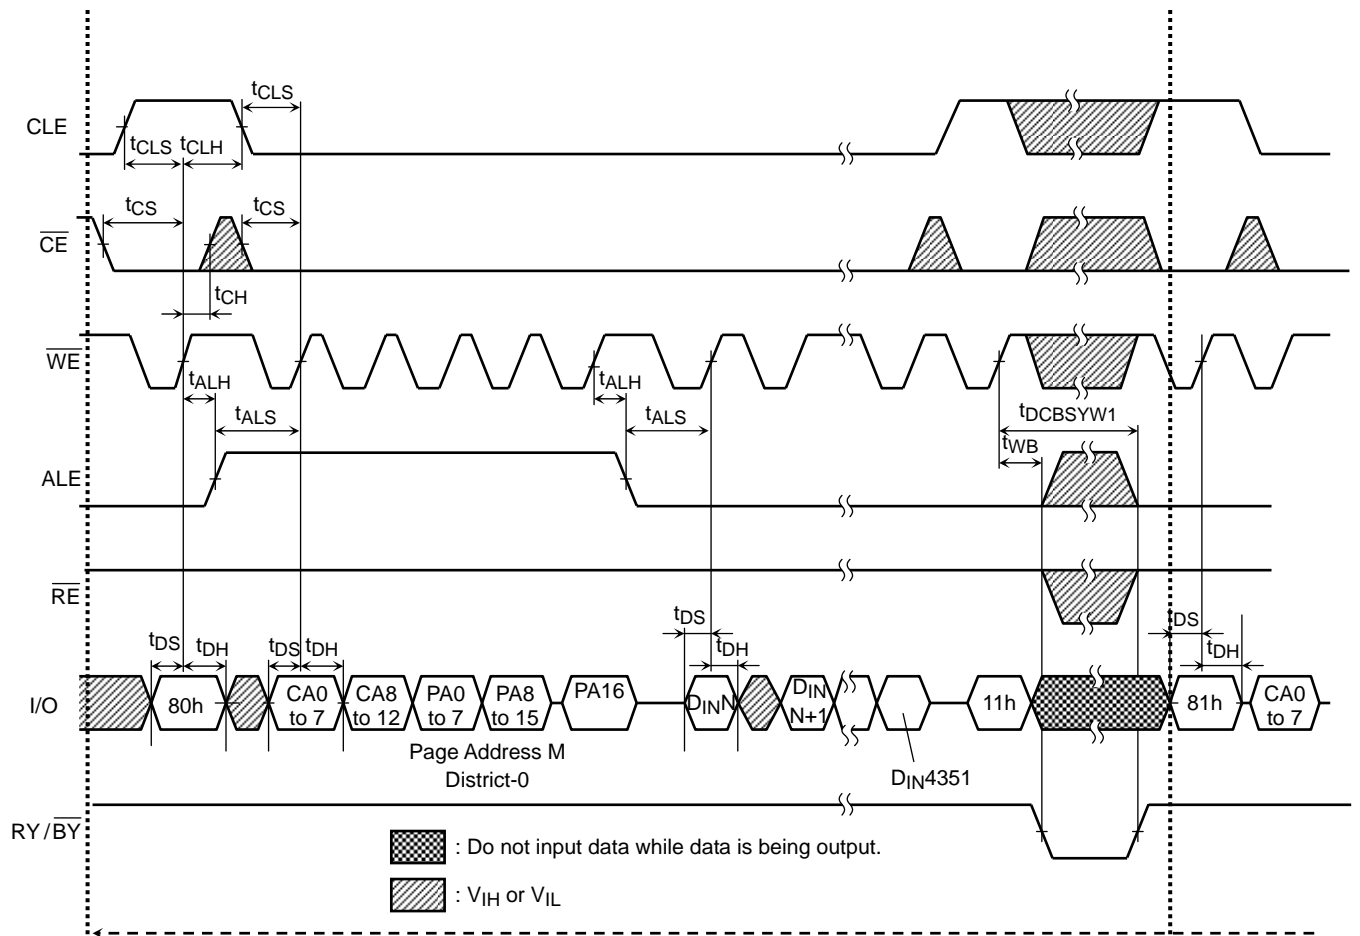 tCLS
CLE
tCLS tCLH
tCS tCS
CE
tCH
WE
tALH tALH
tALS tALS tDCBSYW1
tWB
ALE
RE
tDS tDH tDS tDH tDS tDH tDS tDH
I/O
80h
CA0 to 7
CA8 to 12
PA0 to 7
PA8 to 15
PA16
DINN
DIN N+1
11h
81h
CA0 to 7
Page Address M
District-0
DIN4351
RY/BY
: Do not input data while data is being output.
: VIH or VIL